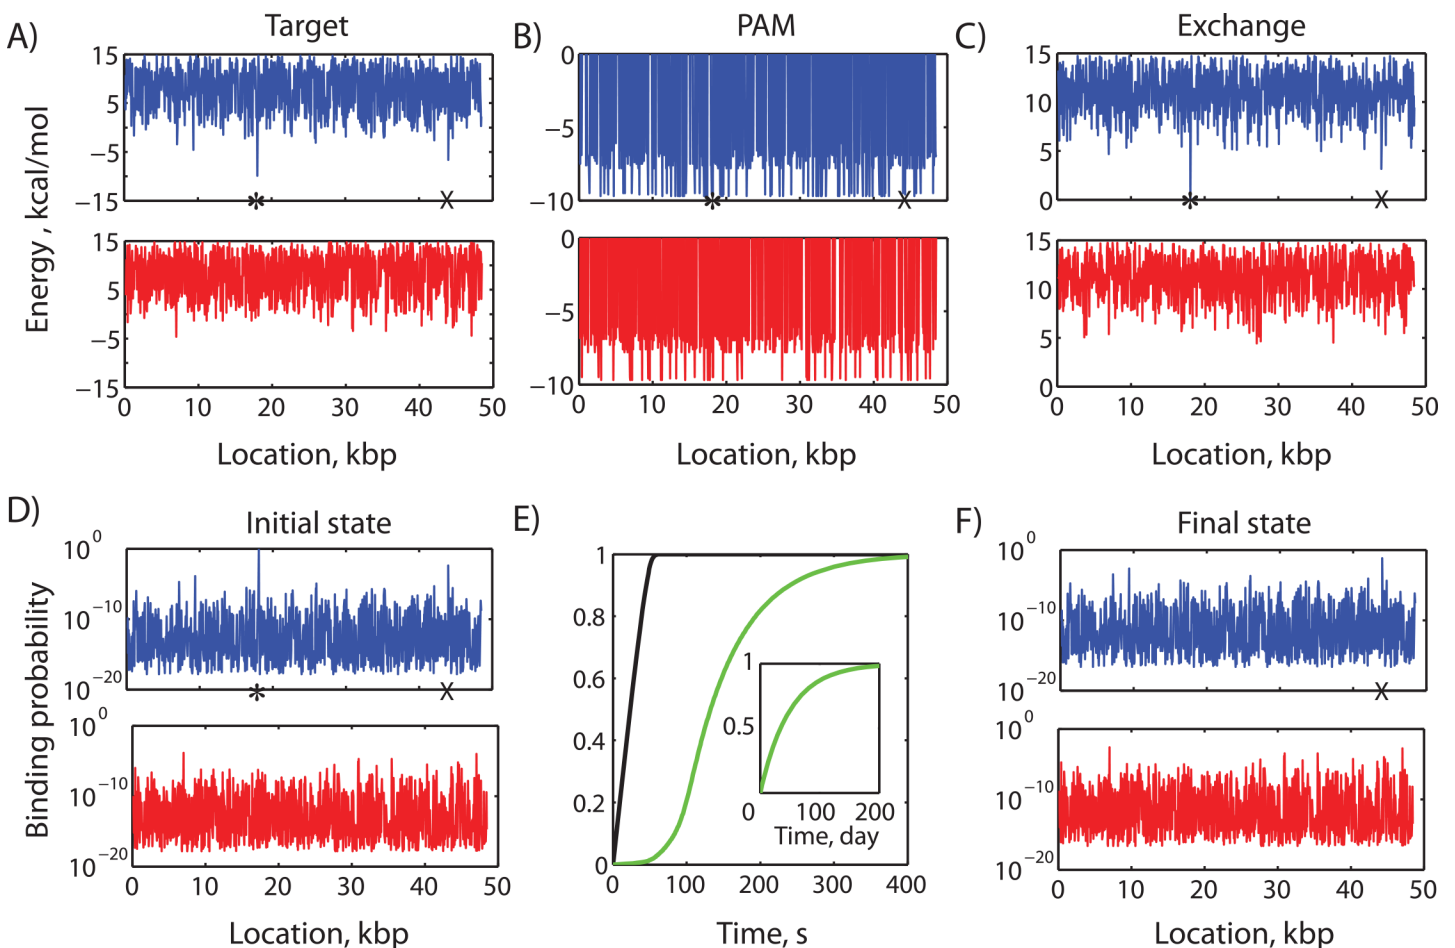 A) Target
B) PAM
C) Exchange
15
5
−5
−15
*
X
0
−5
−10
*
X
15
10
5
0
*
X
Energy , kcal/mol
15
5
−5
−15
0 10 20 30 40 50
0
−5
−10
0 10 20 30 40 50
15
10
5
0
0 10 20 30 40 50
Location, kbp
Location, kbp
Location, kbp
D) Initial state
E)
F) Final state
10^0
10^−10
10^−20
*
X
1
0.8
0.6
0.4
0.2
0
1
0.5
0 100 200
Time, day
10^0
10^−10
10^−20
X
Binding probability
10^0
10^−10
10^−20
0 10 20 30 40 50
0 100 200 300 400
10^0
10^−10
10^−20
0 10 20 30 40 50
Location, kbp
Time, s
Location, kbp